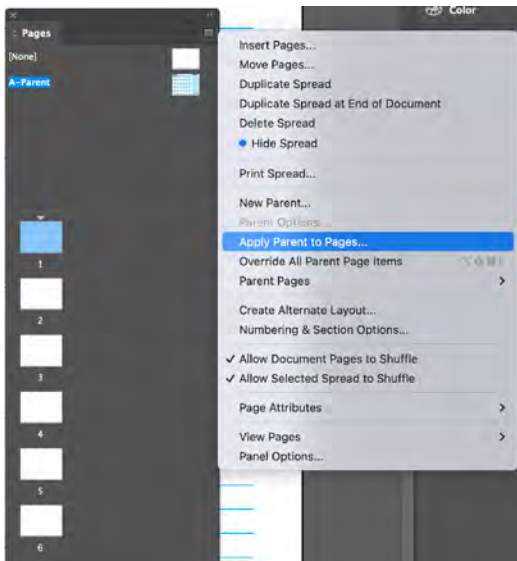 Color
Pages
[None]
A-Parent
1
2
3
4
5
6
Insert Pages...
Move Pages...
Duplicate Spread
Duplicate Spread at End of Document
Delete Spread
Hide Spread
Print Spread...
New Parent...
Parent Options...
Apply Parent to Pages...
Override All Parent Page Items
Parent Pages
Create Alternate Layout...
Numbering & Section Options...
✓ Allow Document Pages to Shuffle
✓ Allow Selected Spread to Shuffle
Page Attributes
View Pages
Panel Options...